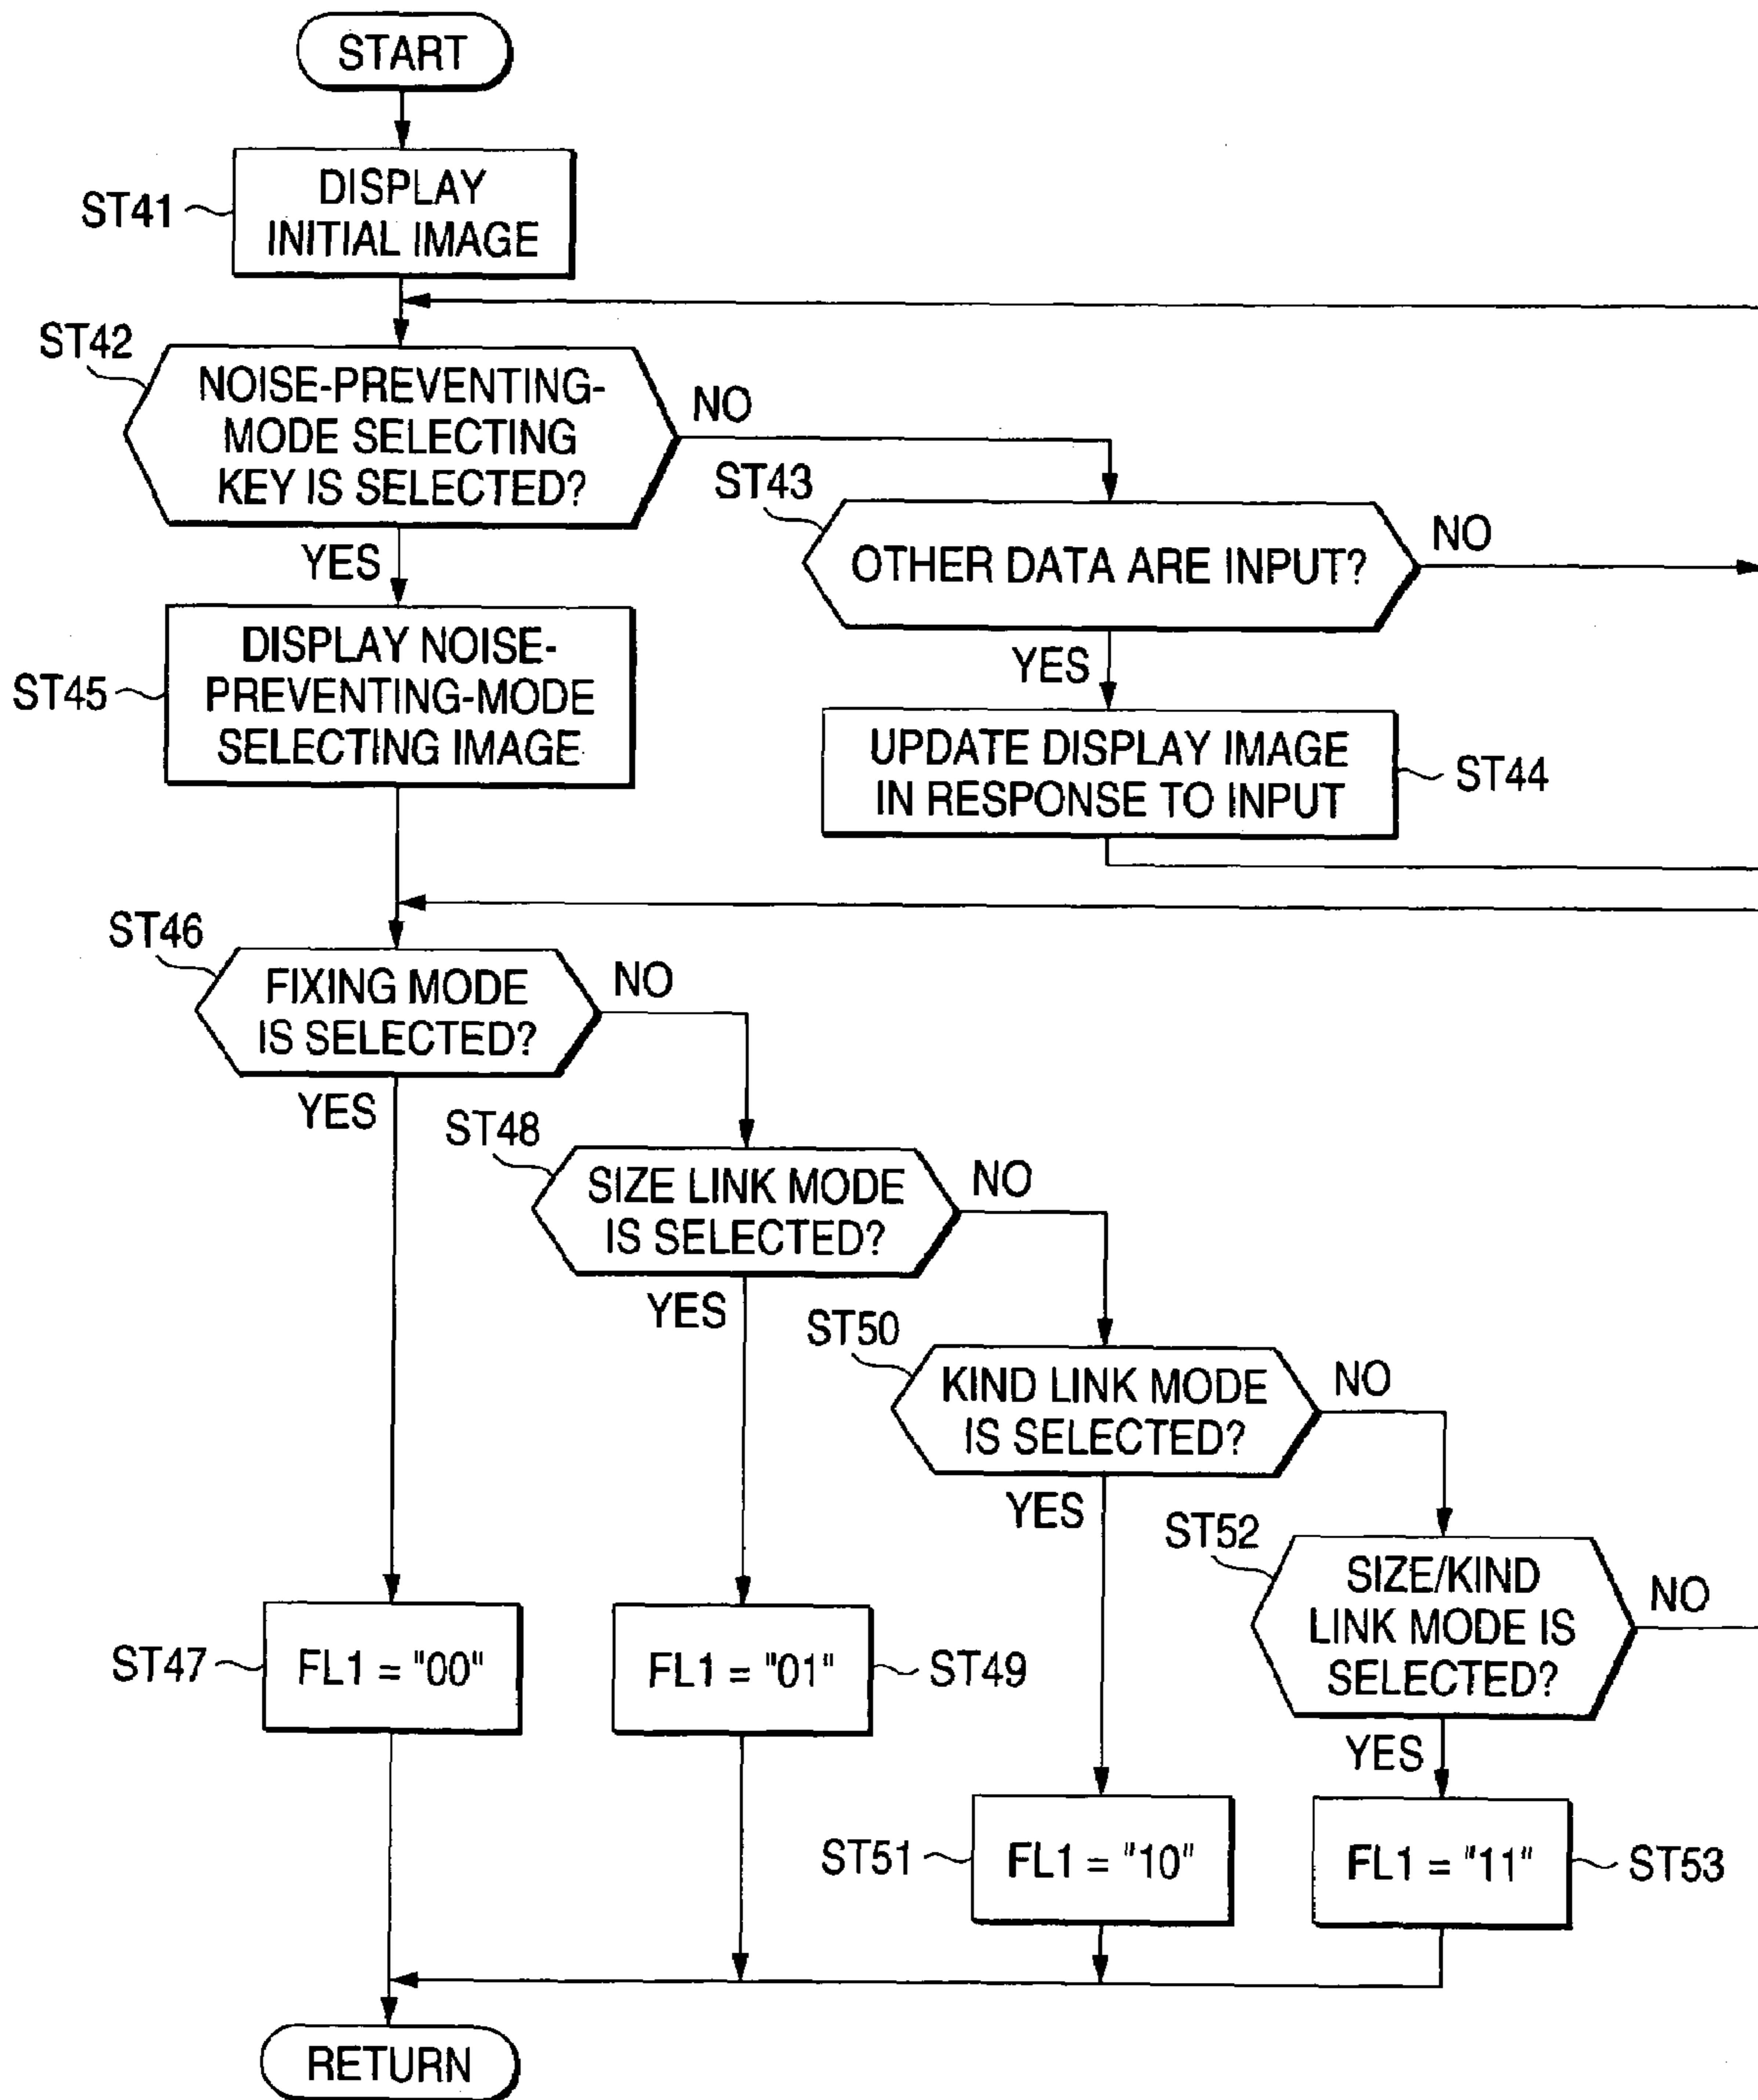 START
ST41
DISPLAY
INITIAL IMAGE
ST42
NOISE-PREVENTING-
MODE SELECTING
KEY IS SELECTED?
NO
YES
ST43
OTHER DATA ARE INPUT?
NO
YES
ST45
DISPLAY NOISE-
PREVENTING-MODE
SELECTING IMAGE
UPDATE DISPLAY IMAGE
IN RESPONSE TO INPUT
ST44
ST46
FIXING MODE
IS SELECTED?
NO
YES
ST48
SIZE LINK MODE
IS SELECTED?
NO
YES
ST50
KIND LINK MODE
IS SELECTED?
NO
YES
ST52
SIZE/KIND
LINK MODE IS
SELECTED?
NO
YES
ST47
FL1 = "00"
FL1 = "01"
ST49
ST51
FL1 = "10"
FL1 = "11"
ST53
RETURN